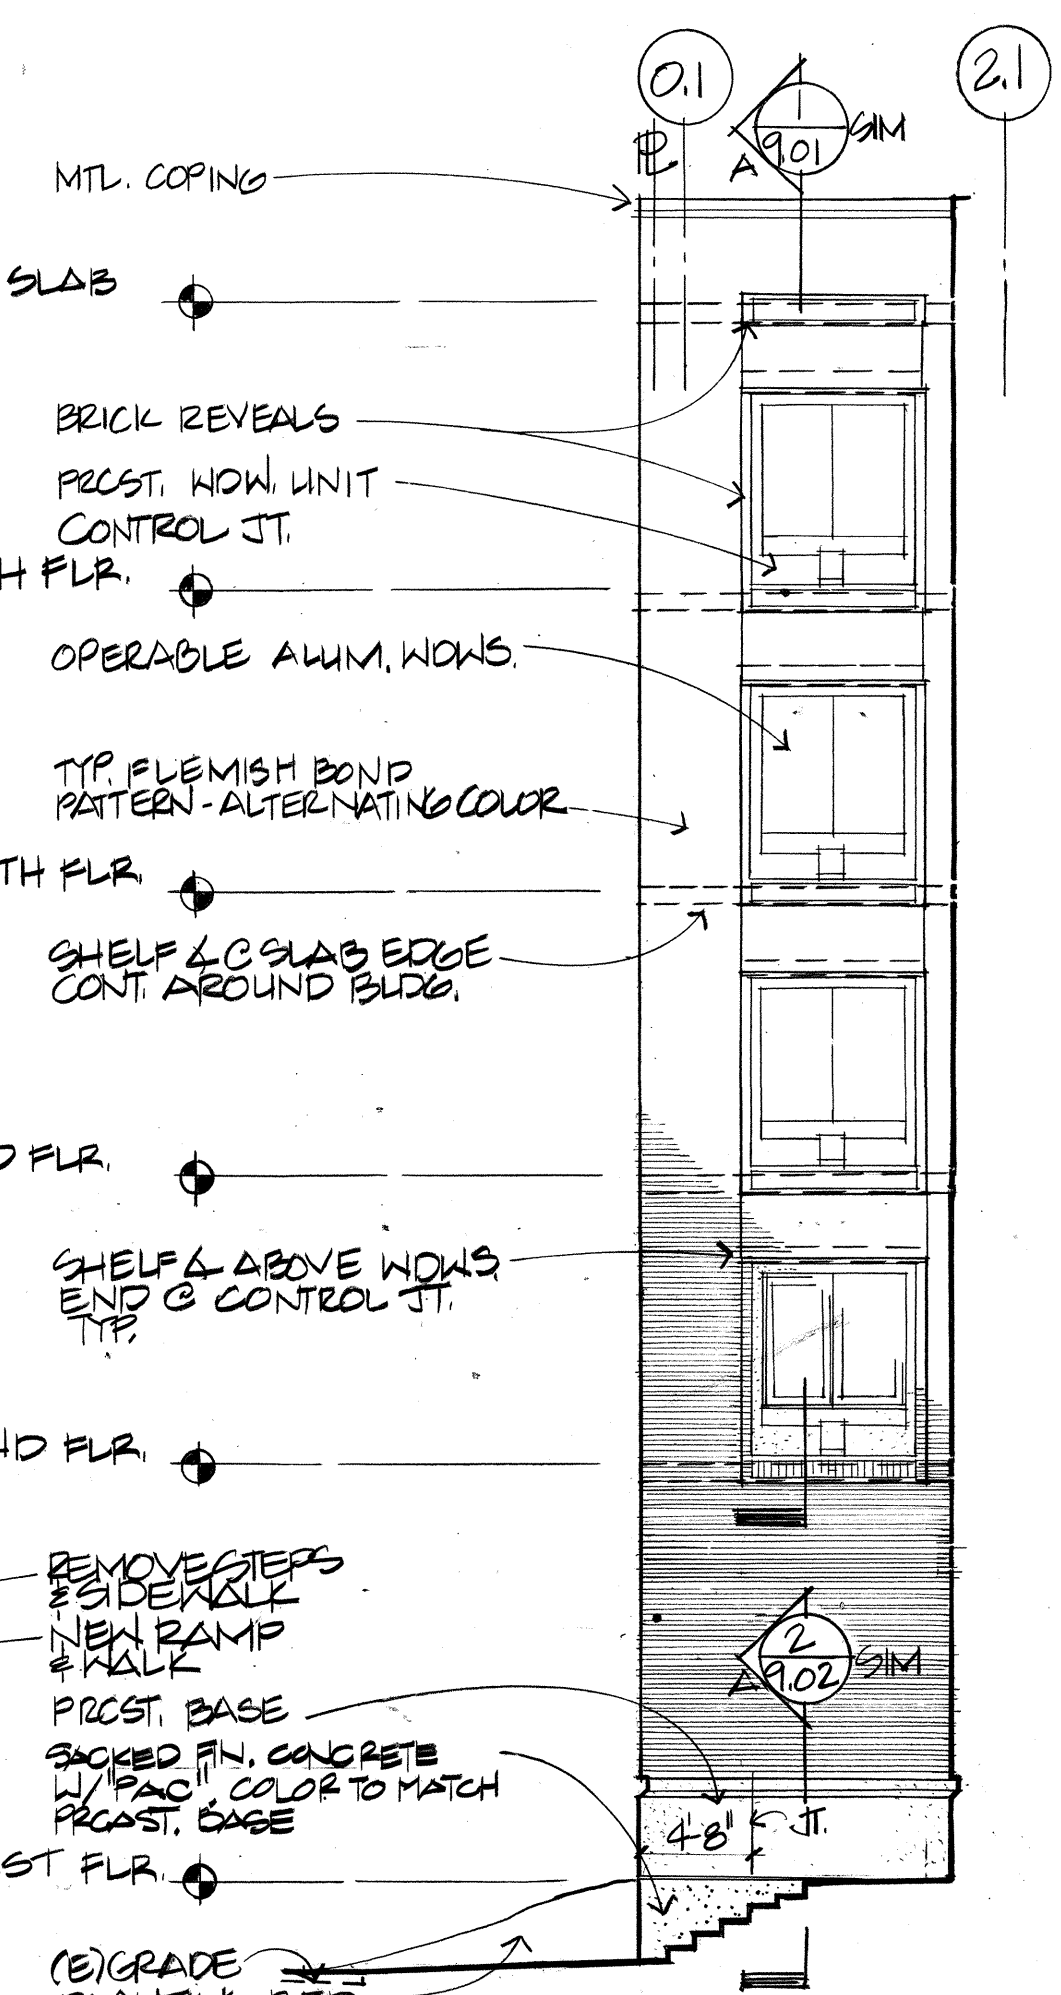 0.1
2.1
1
A 9.01
SIM
PL
MTL. COPING
SLAB
BRICK REVEALS
PRCST. WDW. UNIT
CONTROL JT.
H FLR.
OPERABLE ALUM. WDWS.
TYP. FLEMISH BOND
PATTERN - ALTERNATING COLOR
TH FLR.
SHELF ∠ @ SLAB EDGE
CONT. AROUND BLDG.
D FLR.
SHELF ∠ ABOVE WDWS.
END @ CONTROL JT.
TYP.
ND FLR.
REMOVE STEPS
& SIDEWALK
NEW RAMP
& WALK
2
A 9.02
SIM
PRCST. BASE
SACKED FIN. CONCRETE
W/ "PAC". COLOR TO MATCH
PRCAST. BASE
4'-8"
JT.
ST FLR.
(E)GRADE